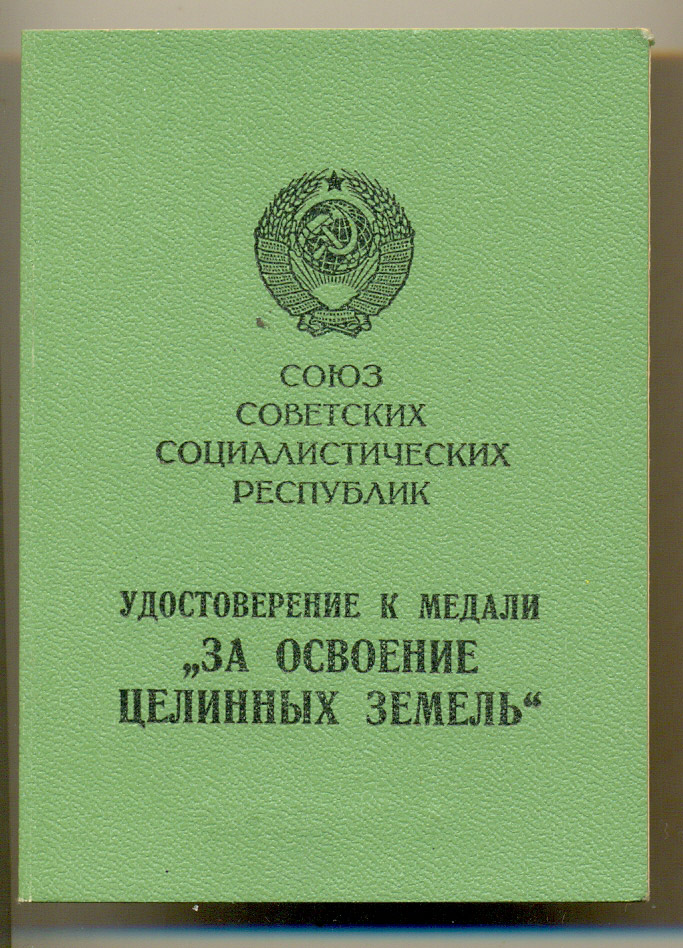 СОЮЗ
СОВЕТСКИХ
СОЦИАЛИСТИЧЕСКИХ
РЕСПУБЛИК
УДОСТОВЕРЕНИЕ К МЕДАЛИ
„ЗА ОСВОЕНИЕ
ЦЕЛИННЫХ ЗЕМЕЛЬ“